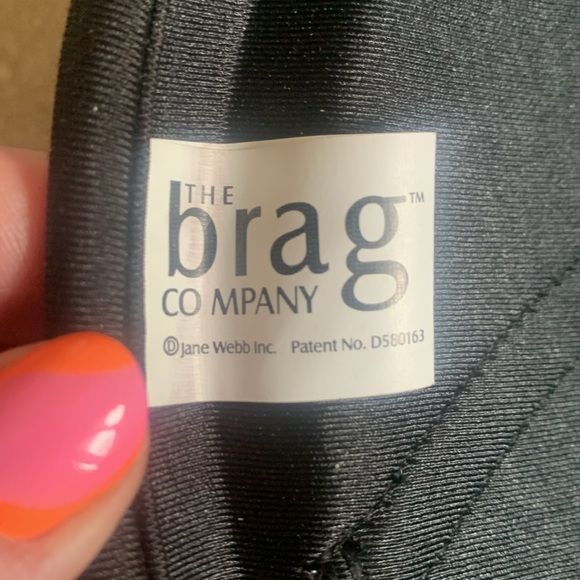 THE
brag™
CO MPANY
Ⓓ Jane Webb Inc. Patent No. D580163